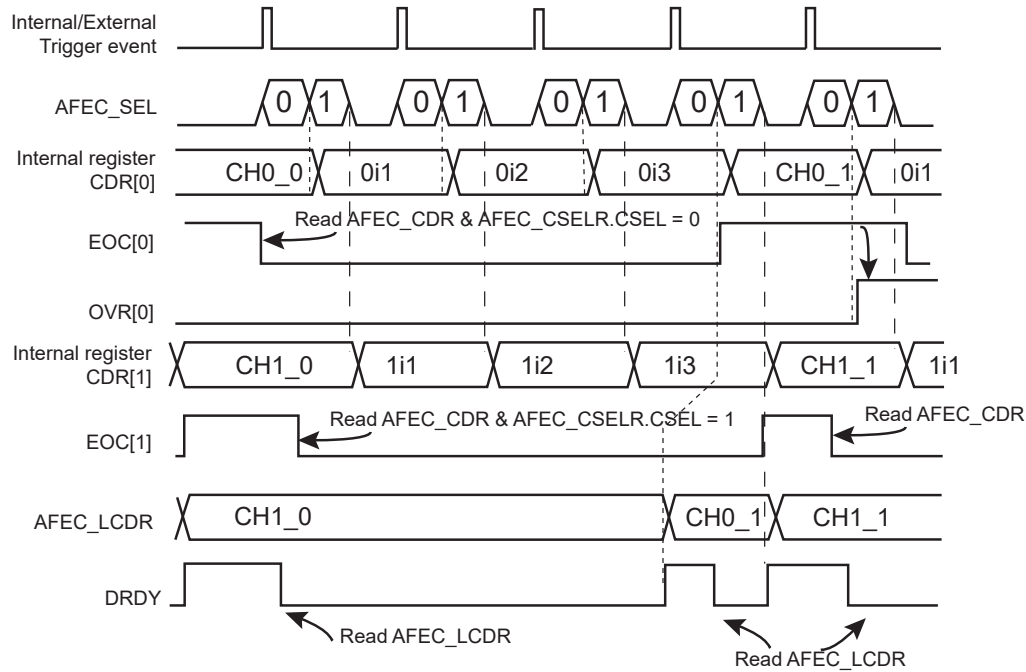 Internal/External
Trigger event
AFEC_SEL
0 1 0 1 0 1 0 1 0 1
Internal register
CDR[0]
CH0_0 0i1 0i2 0i3 CH0_1 0i1
Read AFEC_CDR & AFEC_CSELR.CSEL = 0
EOC[0]
OVR[0]
Internal register
CDR[1]
CH1_0 1i1 1i2 1i3 CH1_1 1i1
Read AFEC_CDR & AFEC_CSELR.CSEL = 1
Read AFEC_CDR
EOC[1]
AFEC_LCDR
CH1_0 CH0_1 CH1_1
DRDY
Read AFEC_LCDR
Read AFEC_LCDR